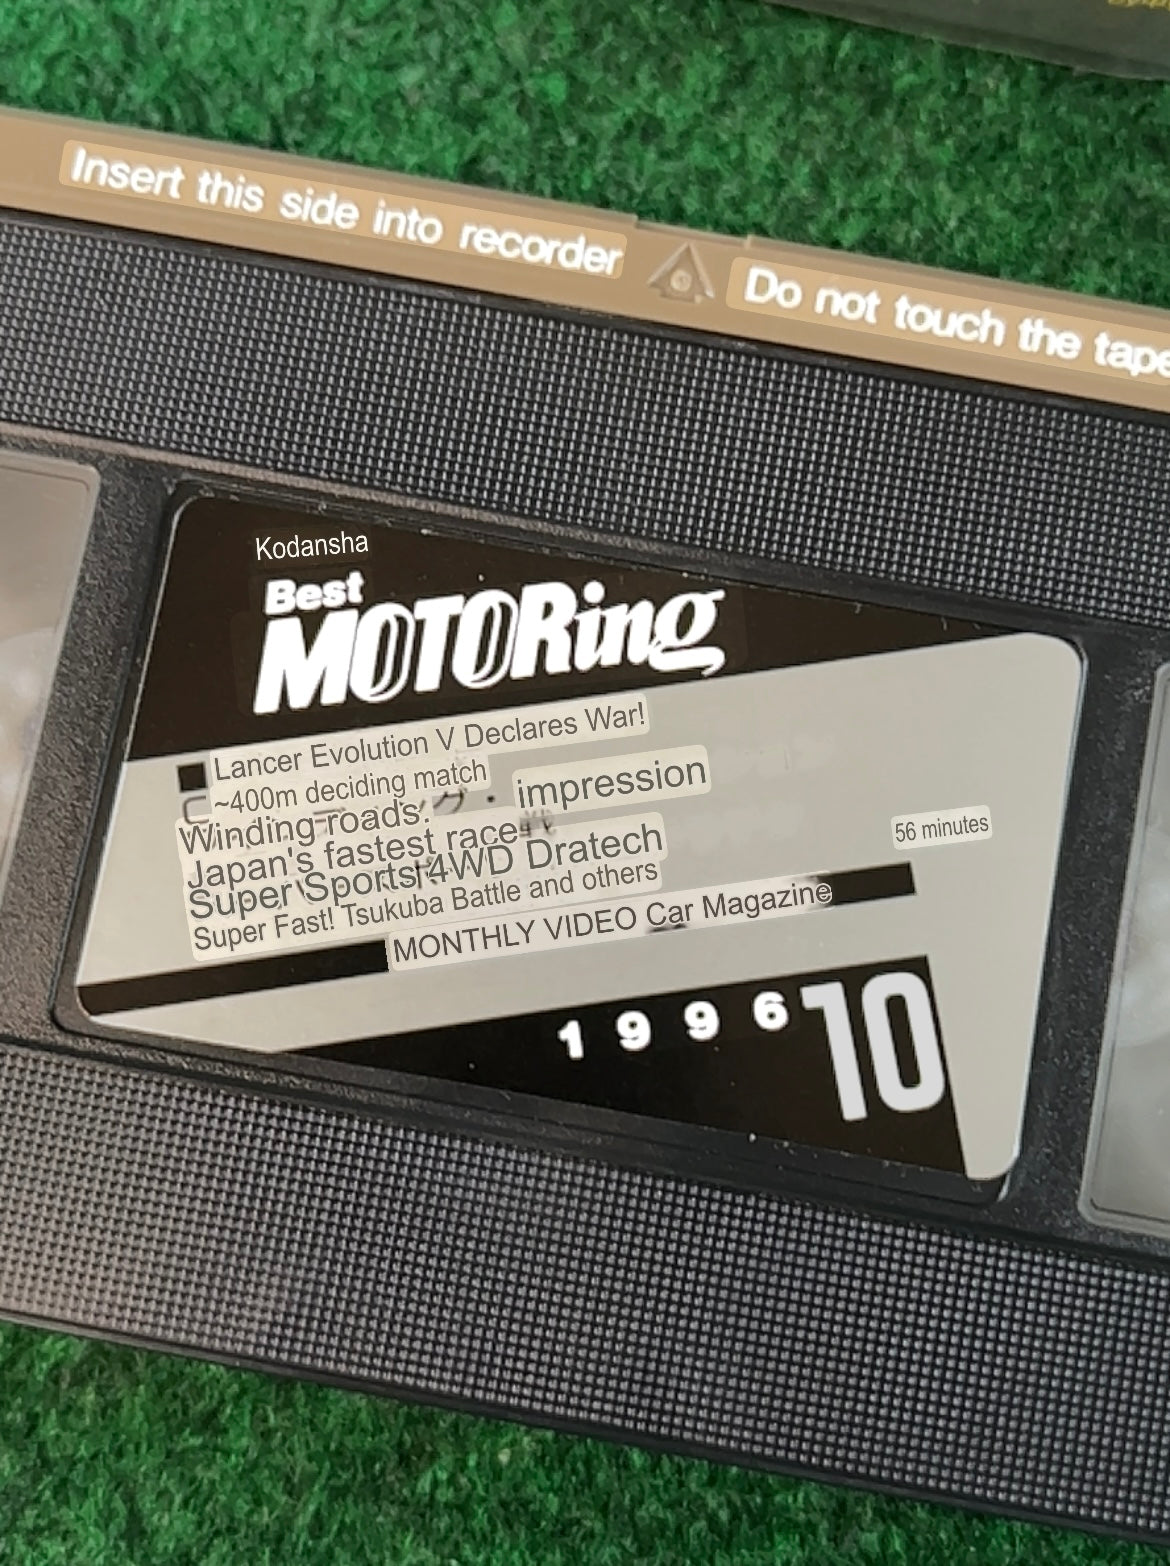 Insert this side into recorder
Do not touch the tape
Kodansha
Best
MOTORing
Lancer Evolution V Declares War!
~400m deciding match
impression
Winding roads.
Japan's fastest race
56 minutes
Super Sports 4WD Dratech
Super Fast! Tsukuba Battle and others
MONTHLY VIDEO Car Magazine
1996 10